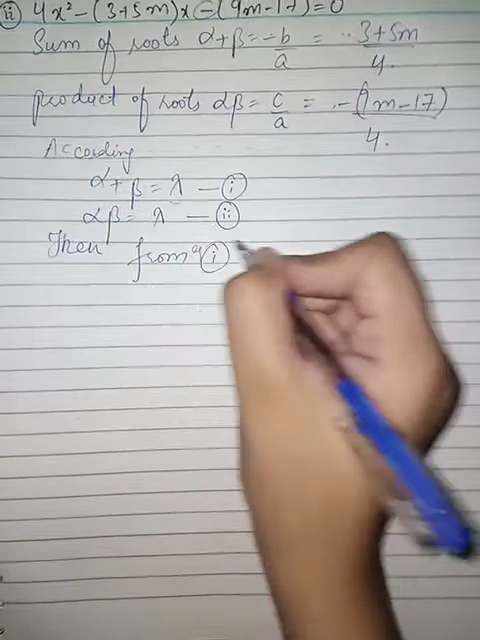 (ii) 4x² - (3+5m)x - (9m-17) = 0
Sum of roots α+β = -b/a = 3+5m/4.
product of roots αβ = c/a = -(9m-17)/4.
According
α+β = λ — (i)
αβ = λ — (ii)
Then from (i)